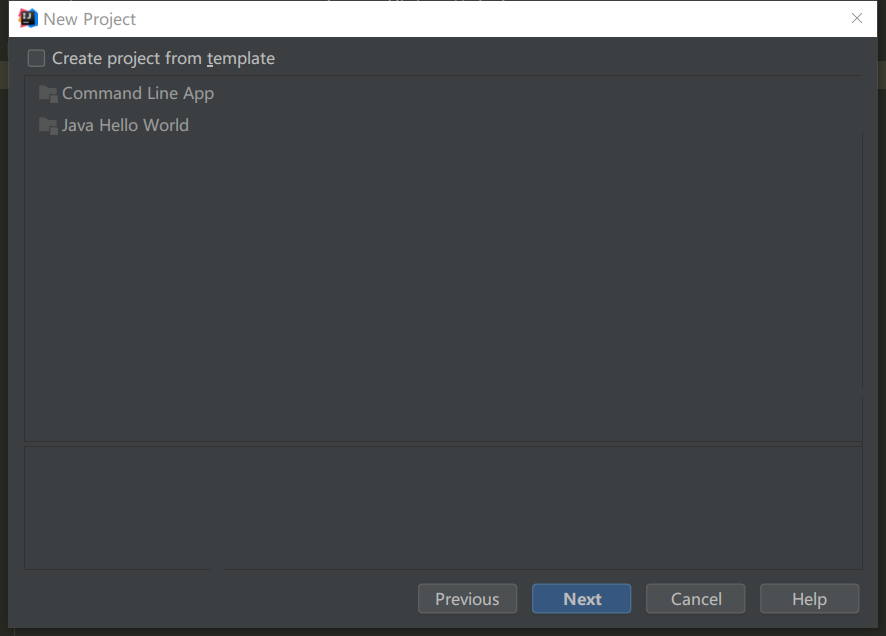 New Project
Create project from template
Command Line App
Java Hello World
Previous Next Cancel Help